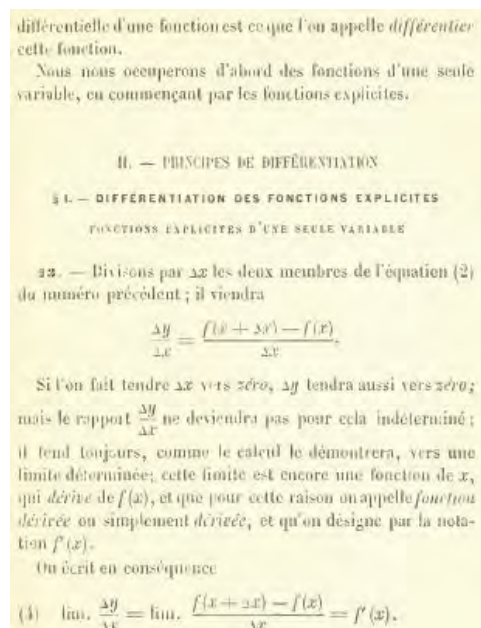 différentielle d'une fonction est ce que l'on appelle différentier
cette fonction.
Nous nous occuperons d'abord des fonctions d'une seule
variable, en commençant par les fonctions explicites.
II. — PRINCIPES DE DIFFÉRENTIATION
§ I. — DIFFÉRENTIATION DES FONCTIONS EXPLICITES
FONCTIONS EXPLICITES D'UNE SEULE VARIABLE
22. — Divisons par Δx les deux membres de l'équation (2)
du numéro précédent ; il viendra
Δy/Δx = (f(x + Δx) − f(x))/Δx.
Si l'on fait tendre Δx vers zéro, Δy tendra aussi vers zéro ;
mais le rapport Δy/Δx ne deviendra pas pour cela indéterminé ;
il tend toujours, comme le calcul le démontrera, vers une
limite déterminée; cette limite est encore une fonction de x,
qui dérive de f(x), et que pour cette raison on appelle fonction
dérivée ou simplement dérivée, et qu'on désigne par la nota-
tion f' (x).
On écrit en conséquence
lim. Δy/Δx = lim. (f(x + Δx) − f(x))/Δx = f' (x).